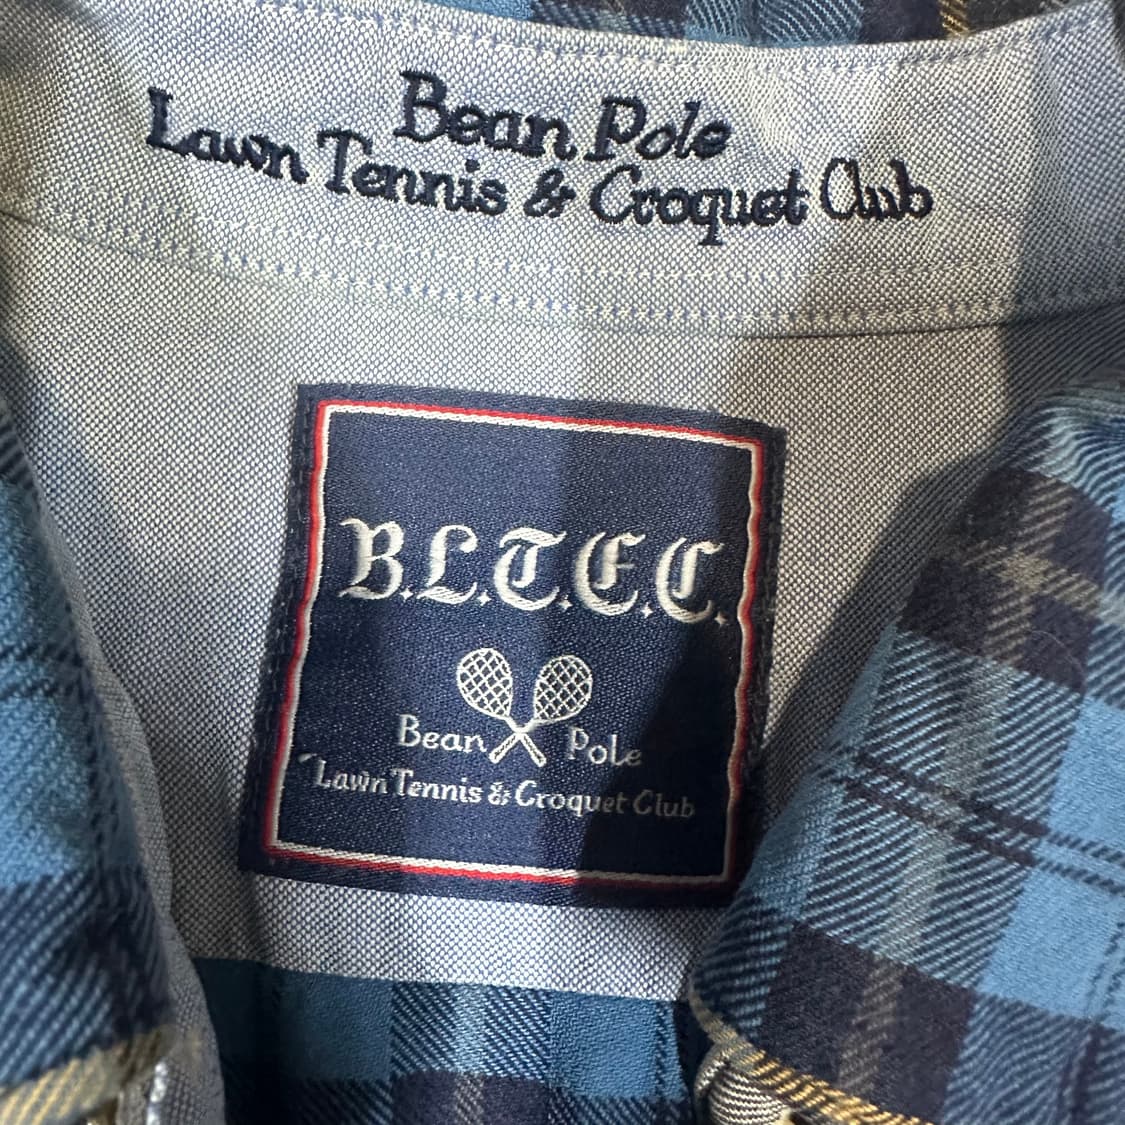 Bean Pole
Lawn Tennis & Croquet Club
B.L.T.C.C.
Bean Pole
Lawn Tennis & Croquet Club